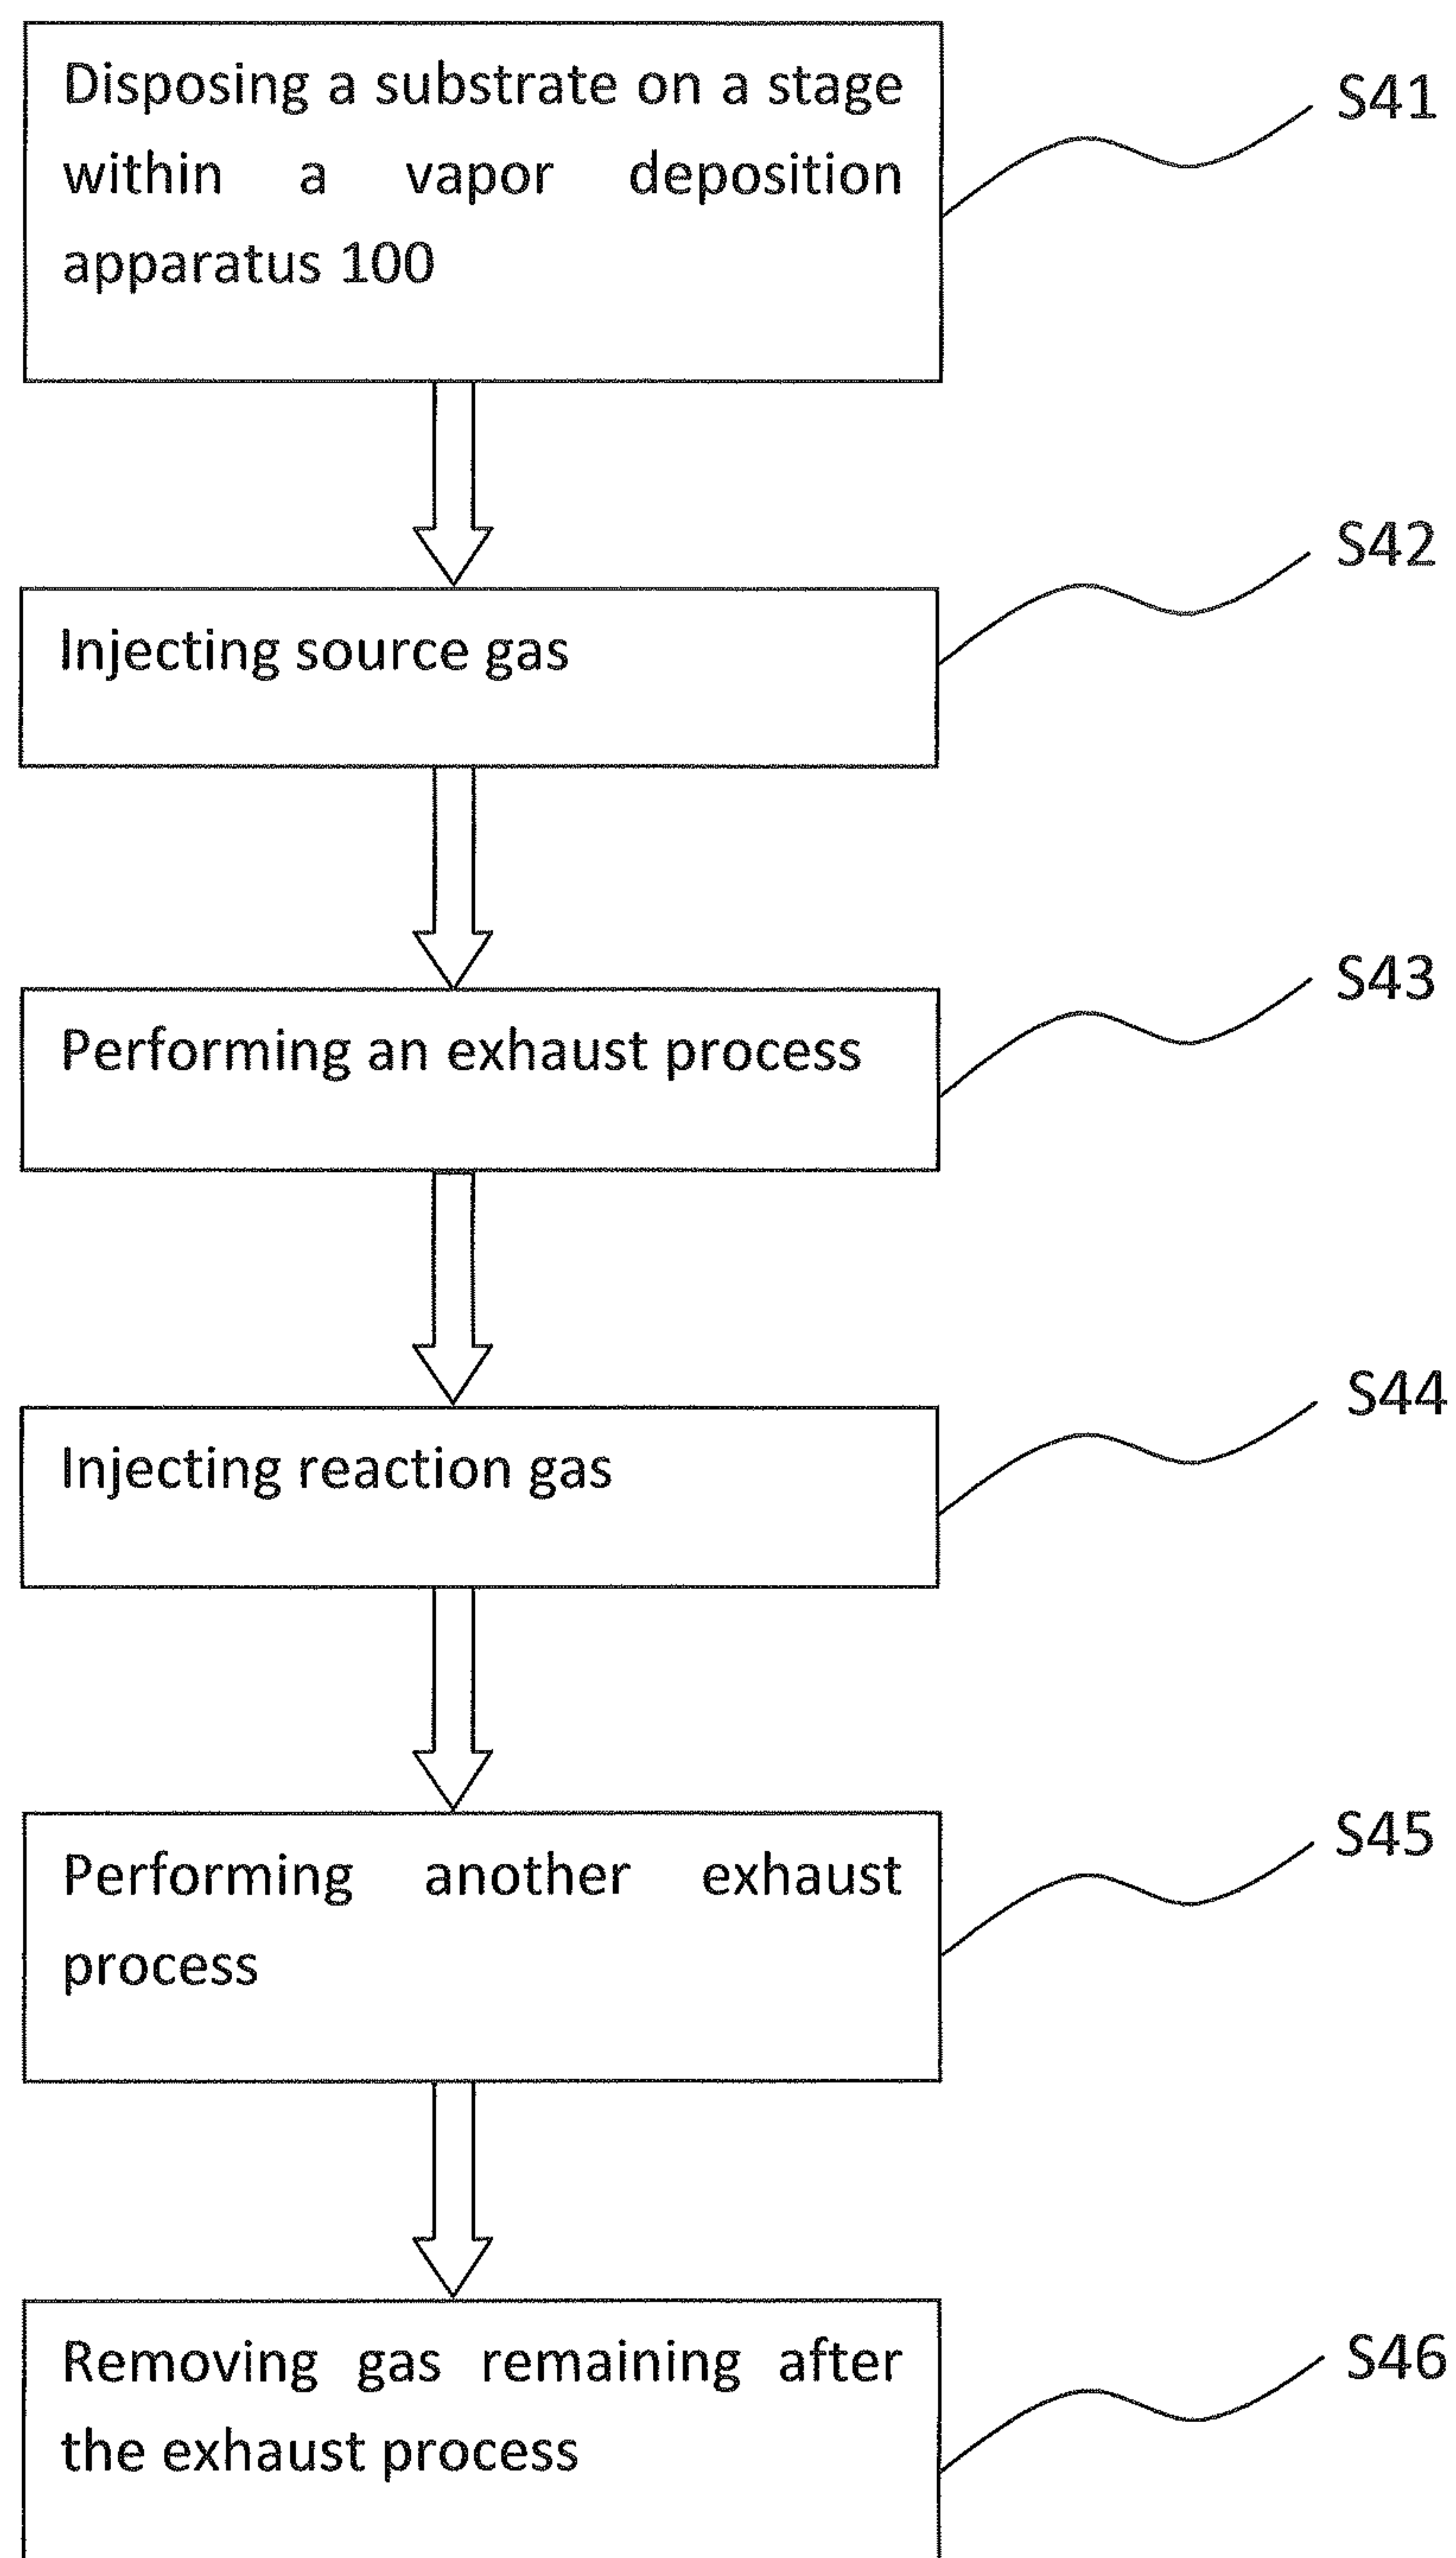 Disposing a substrate on a stage
within a vapor deposition
apparatus 100
S41
Injecting source gas
S42
Performing an exhaust process
S43
Injecting reaction gas
S44
Performing another exhaust
process
S45
Removing gas remaining after
the exhaust process
S46